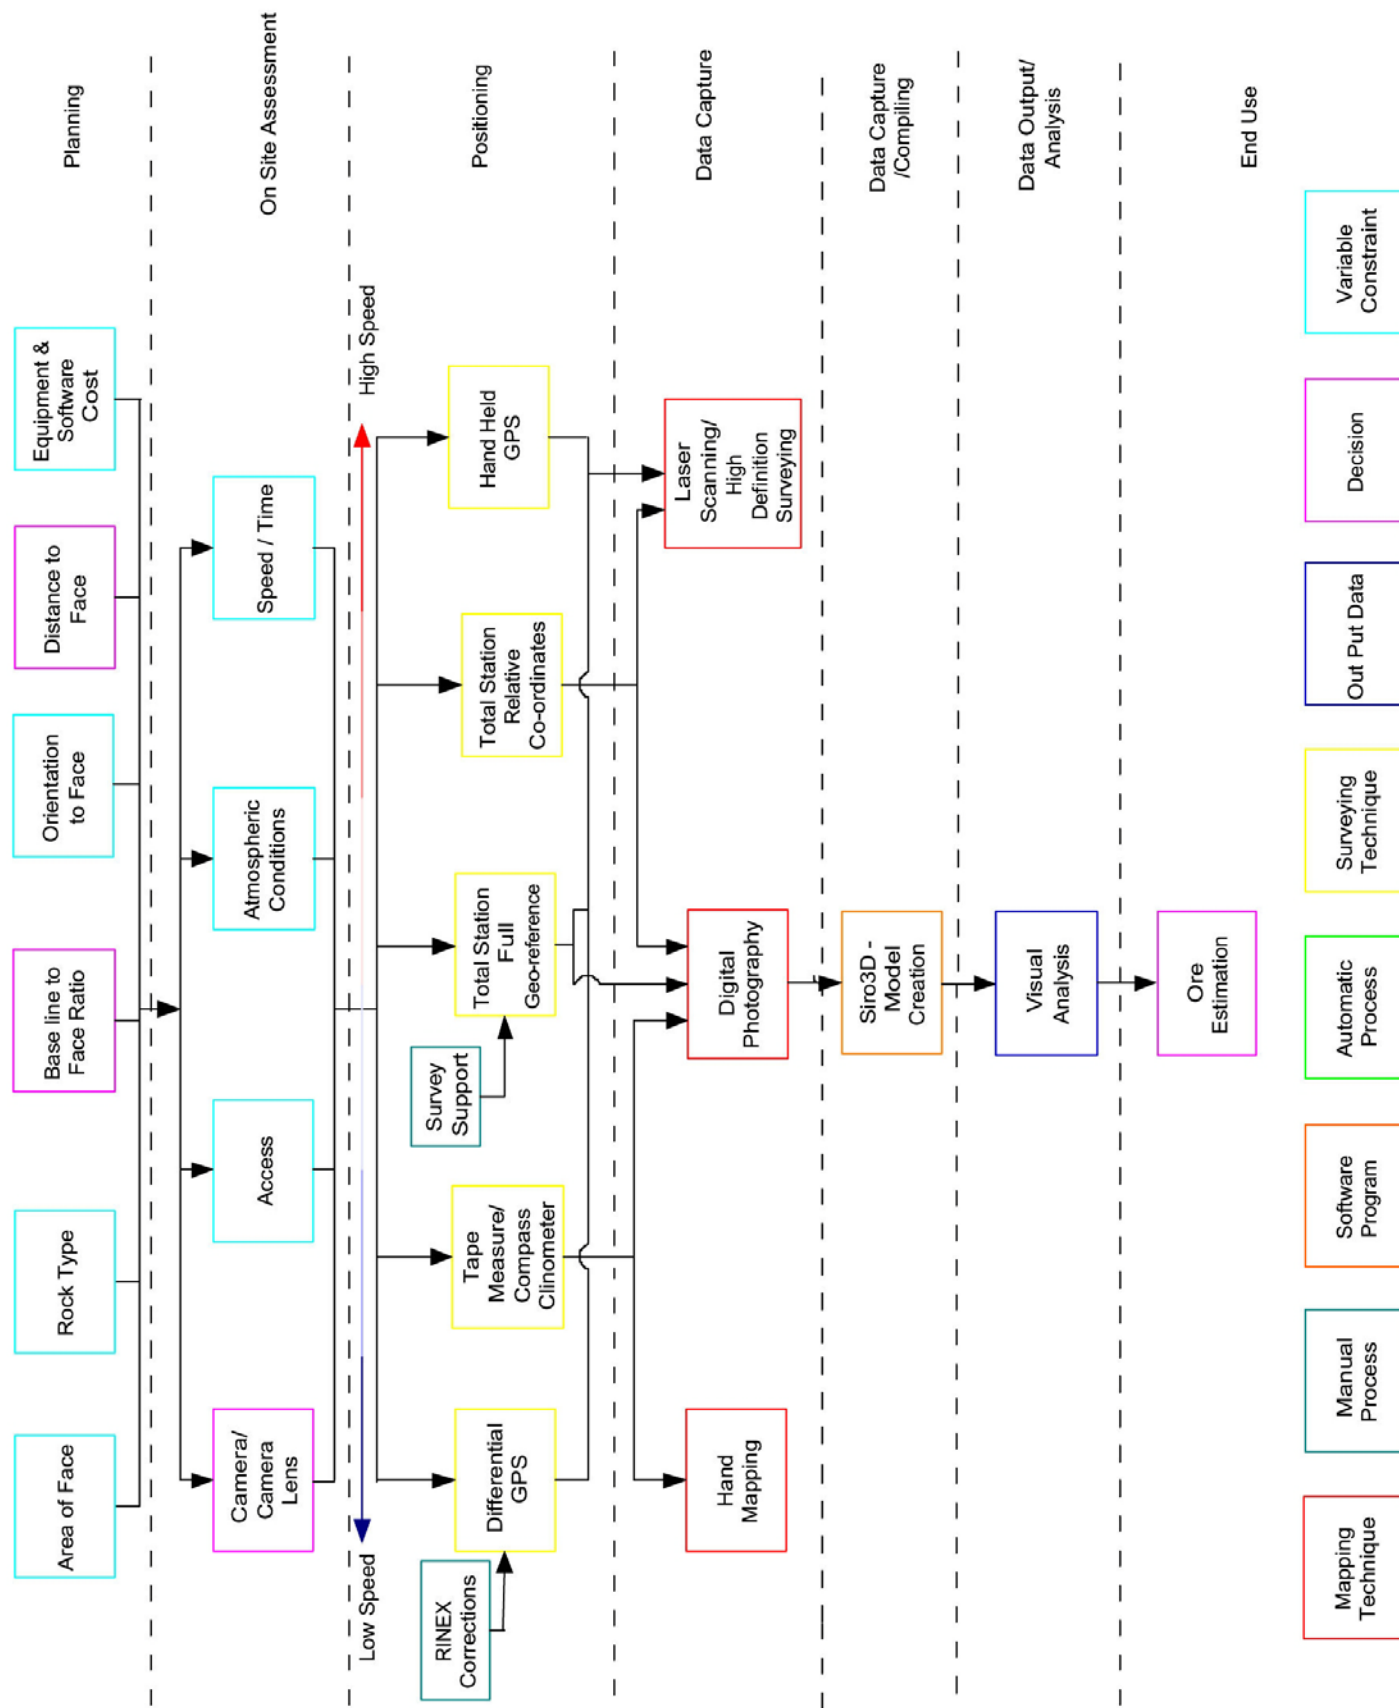 Area of Face
Rock Type
Base line to
Face Ratio
Orientation
to Face
Distance to
Face
Equipment &
Software
Cost
Planning
Camera/
Camera
Lens
Access
Atmospheric
Conditions
Speed / Time
On Site Assessment
Low Speed
High Speed
RINEX
Corrections
Differential
GPS
Tape
Measure/
Compass
Clinometer
Survey
Support
Total Station
Full
Geo-reference
Total Station
Relative
Co-ordinates
Hand Held
GPS
Positioning
Hand
Mapping
Digital
Photography
Laser
Scanning/
High
Definition
Surveying
Data Capture
Siro3D -
Model
Creation
Data Capture
/Compiling
Visual
Analysis
Data Output/
Analysis
Ore
Estimation
End Use
Mapping
Technique
Manual
Process
Software
Program
Automatic
Process
Surveying
Technique
Out Put Data
Decision
Variable
Constraint